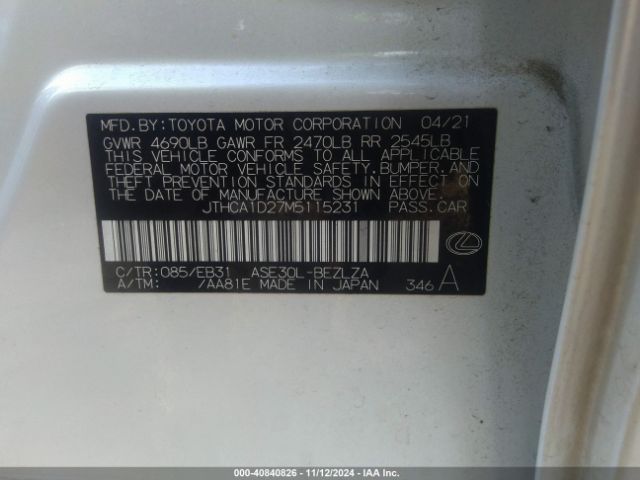 MFD.BY:TOYOTA MOTOR CORPORATION 04/21
GVWR 4690LB GAWR FR 2470LB RR 2545LB
THIS VEHICLE CONFORMS TO ALL APPLICABLE
FEDERAL MOTOR VEHICLE SAFETY,BUMPER,AND
THEFT PREVENTION STANDARDS IN EFFECT ON
THE DATE OF MANUFACTURE SHOWN ABOVE.
JTHCA1D27M5115231 PASS.CAR
C/TR:085/EB31 ASE30L-BEZLZA
A/TM: /AA81E MADE IN JAPAN 346 A
000-40840826 - 11/12/2024 - IAA Inc.